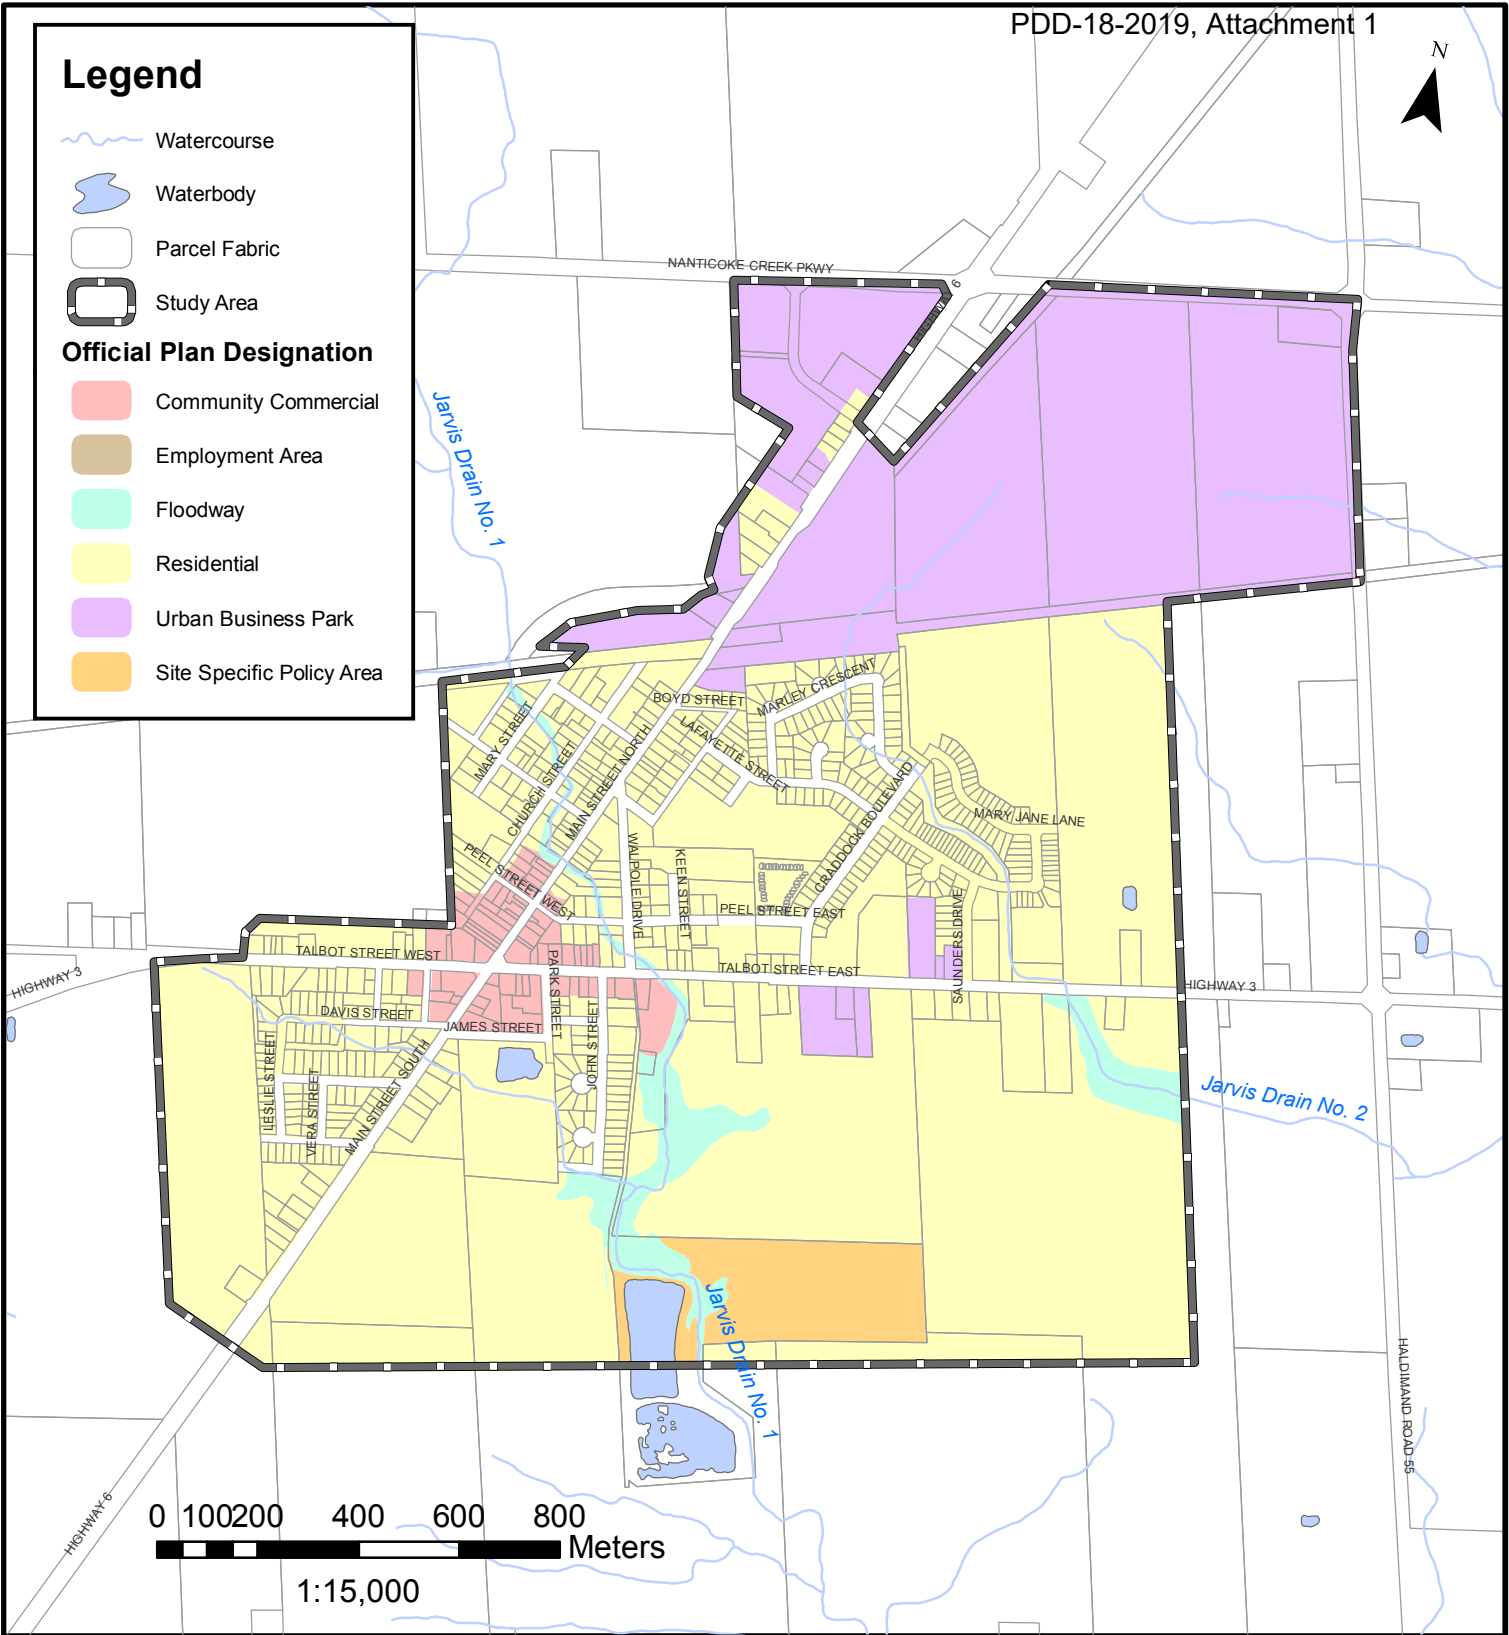 PDD-18-2019, Attachment 1
N
Legend
Watercourse
Waterbody
Parcel Fabric
Study Area
Official Plan Designation
Community Commercial
Employment Area
Floodway
Residential
Urban Business Park
Site Specific Policy Area
NANTICOKE CREEK PKWY
HIGHWAY 6
Jarvis Drain No. 1
BOYD STREET
MARLEY CRESCENT
LAFAYETTE STREET
MARY STREET
CHURCH STREET
MAIN STREET NORTH
CRADDOCK BOULEVARD
MARY JANE LANE
PEEL STREET WEST
WALPOLE DRIVE
KEEN STREET
PEEL STREET EAST
SAUNDERS DRIVE
TALBOT STREET WEST
PARK STREET
TALBOT STREET EAST
HIGHWAY 3
HIGHWAY 3
DAVIS STREET
JAMES STREET
JOHN STREET
LESLIE STREET
VERA STREET
MAIN STREET SOUTH
Jarvis Drain No. 2
Jarvis Drain No. 1
HALDIMAND ROAD 55
HIGHWAY 6
0 100 200 400 600 800
Meters
1:15,000